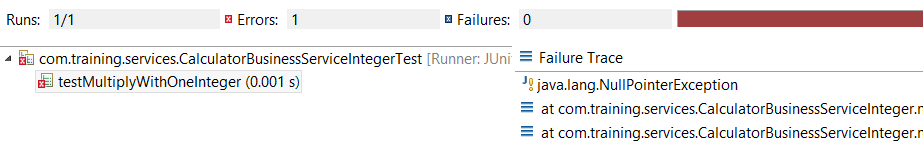 Runs: 1/1 Errors: 1 Failures: 0
com.training.services.CalculatorBusinessServiceIntegerTest [Runner: JUni
testMultiplyWithOneInteger (0.001 s)
Failure Trace
java.lang.NullPointerException
at com.training.services.CalculatorBusinessServiceInteger.
at com.training.services.CalculatorBusinessServiceInteger.